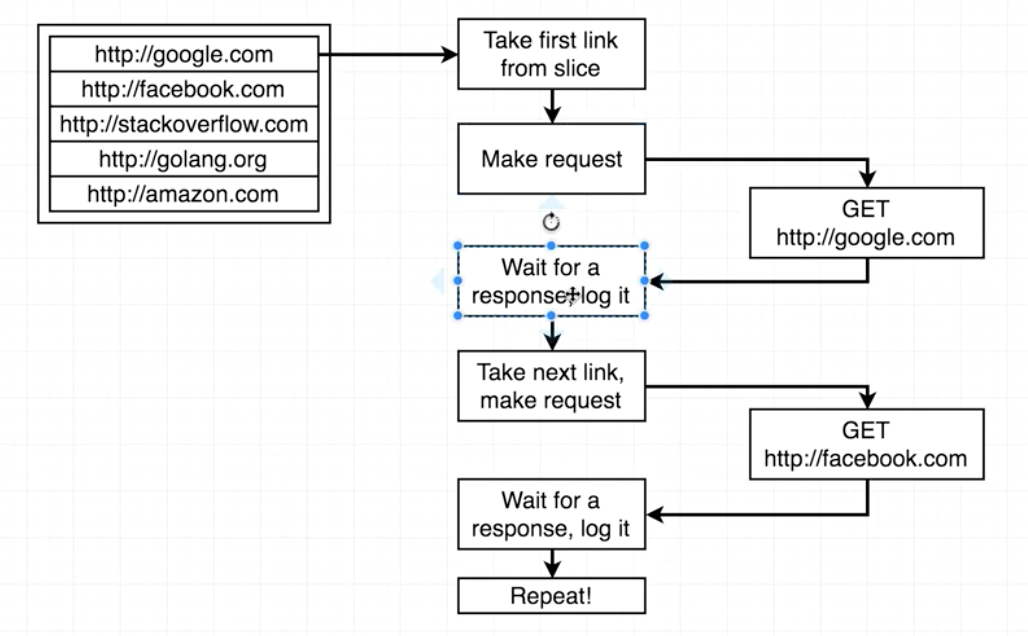 http://google.com
http://facebook.com
http://stackoverflow.com
http://golang.org
http://amazon.com
Take first link
from slice
Make request
GET
http://google.com
Wait for a
response, log it
Take next link,
make request
GET
http://facebook.com
Wait for a
response, log it
Repeat!